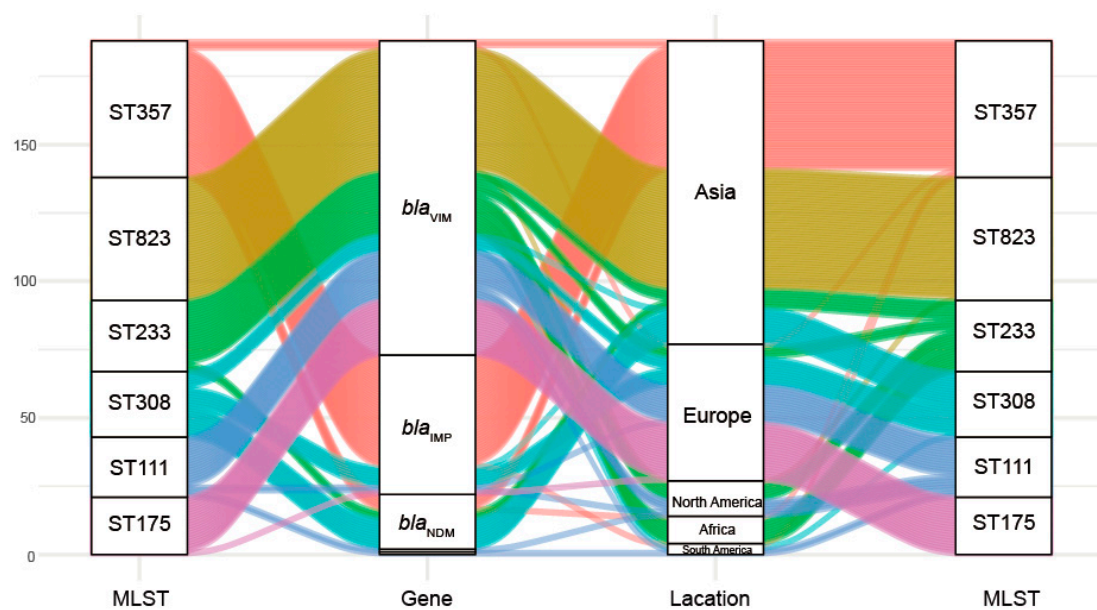 150
100
50
0
ST357
ST823
ST233
ST308
ST111
ST175
blaVIM
blaIMP
blaNDM
Asia
Europe
North America
Africa
South America
ST357
ST823
ST233
ST308
ST111
ST175
MLST
Gene
Lacation
MLST